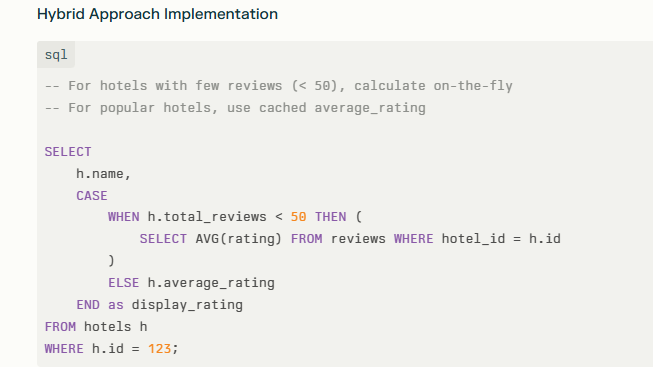 Hybrid Approach Implementation
sql
-- For hotels with few reviews (< 50), calculate on-the-fly
-- For popular hotels, use cached average_rating
SELECT
h.name,
CASE
WHEN h.total_reviews < 50 THEN (
SELECT AVG(rating) FROM reviews WHERE hotel_id = h.id
)
ELSE h.average_rating
END as display_rating
FROM hotels h
WHERE h.id = 123;